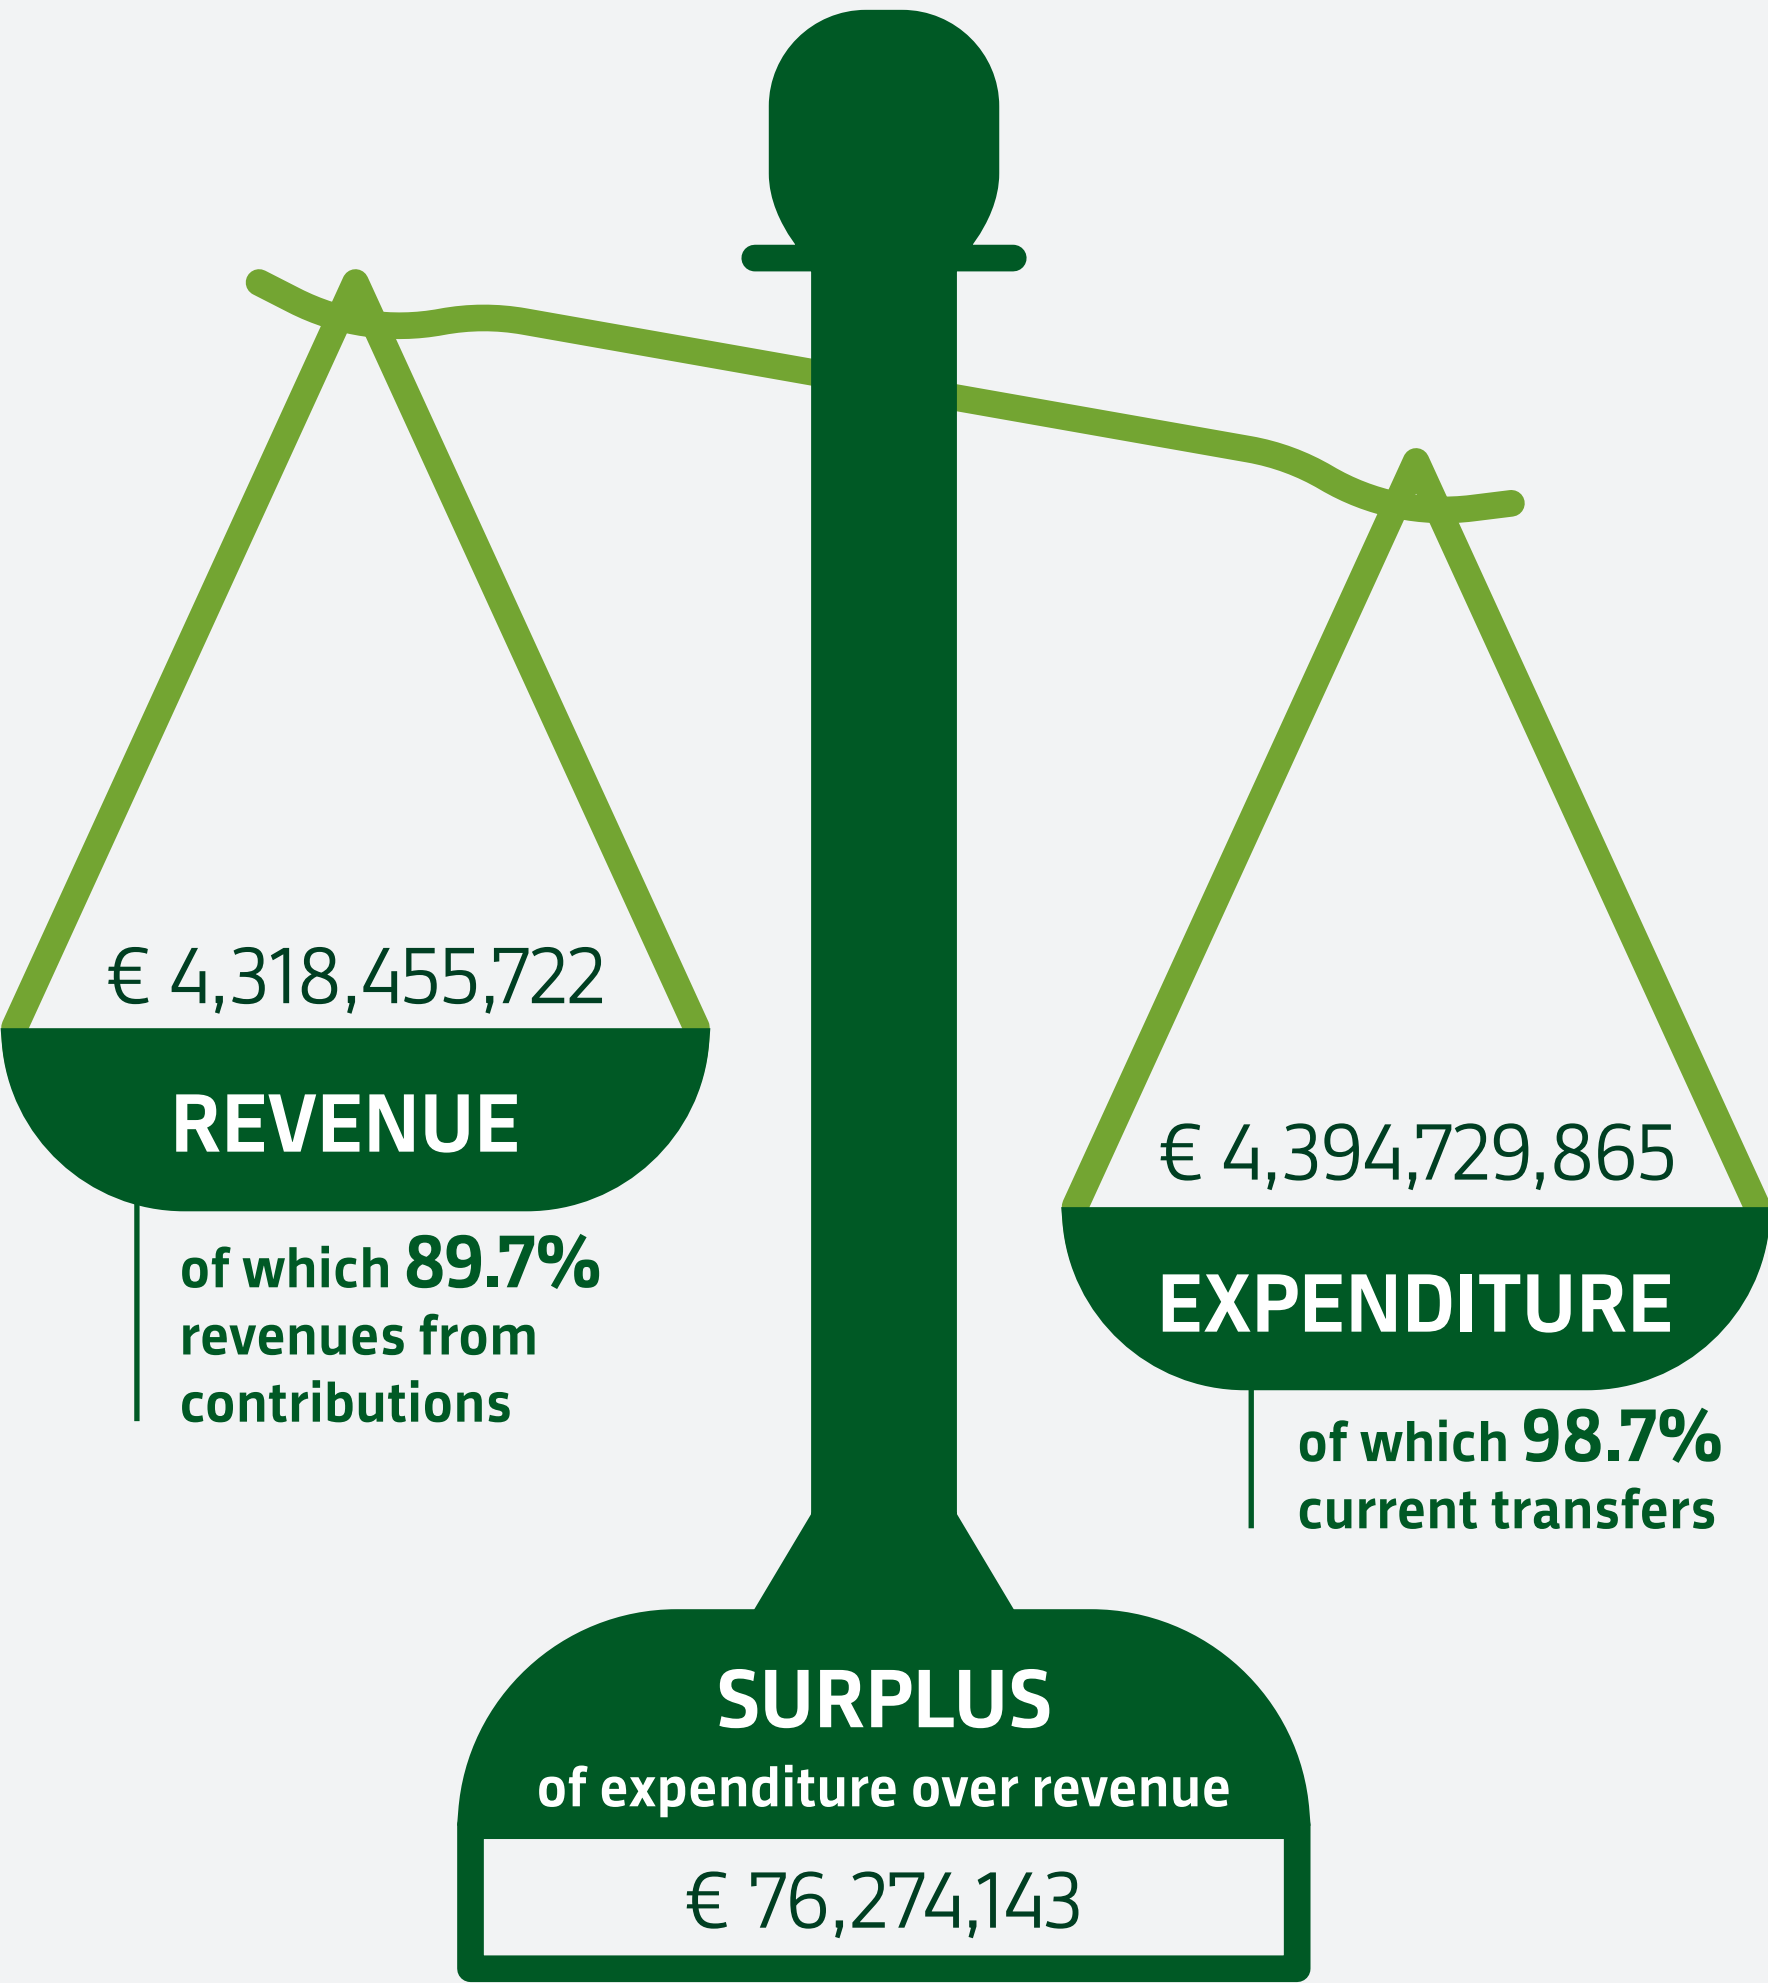 € 4,318,455,722
REVENUE
of which 89.7%
revenues from
contributions
€ 4,394,729,865
EXPENDITURE
of which 98.7%
current transfers
SURPLUS
of expenditure over revenue
€ 76,274,143